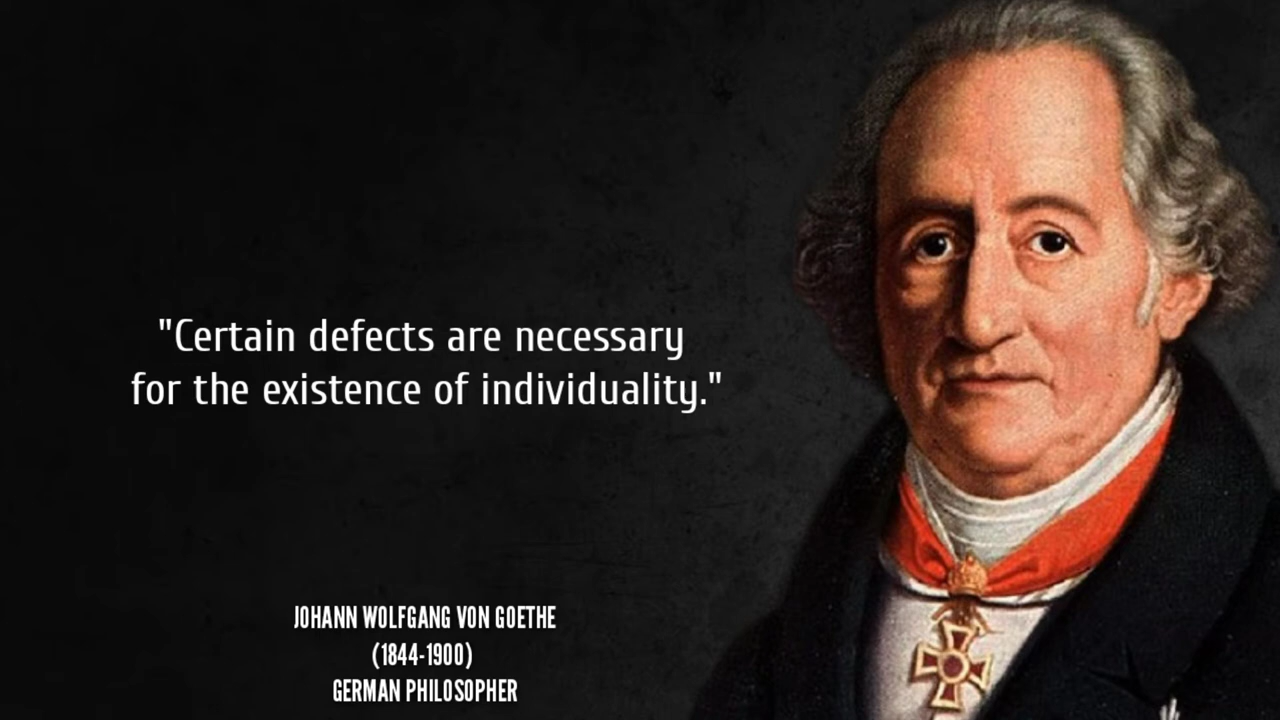 "Certain defects are necessary
for the existence of individuality."
JOHANN WOLFGANG VON GOETHE
(1844-1900)
GERMAN PHILOSOPHER